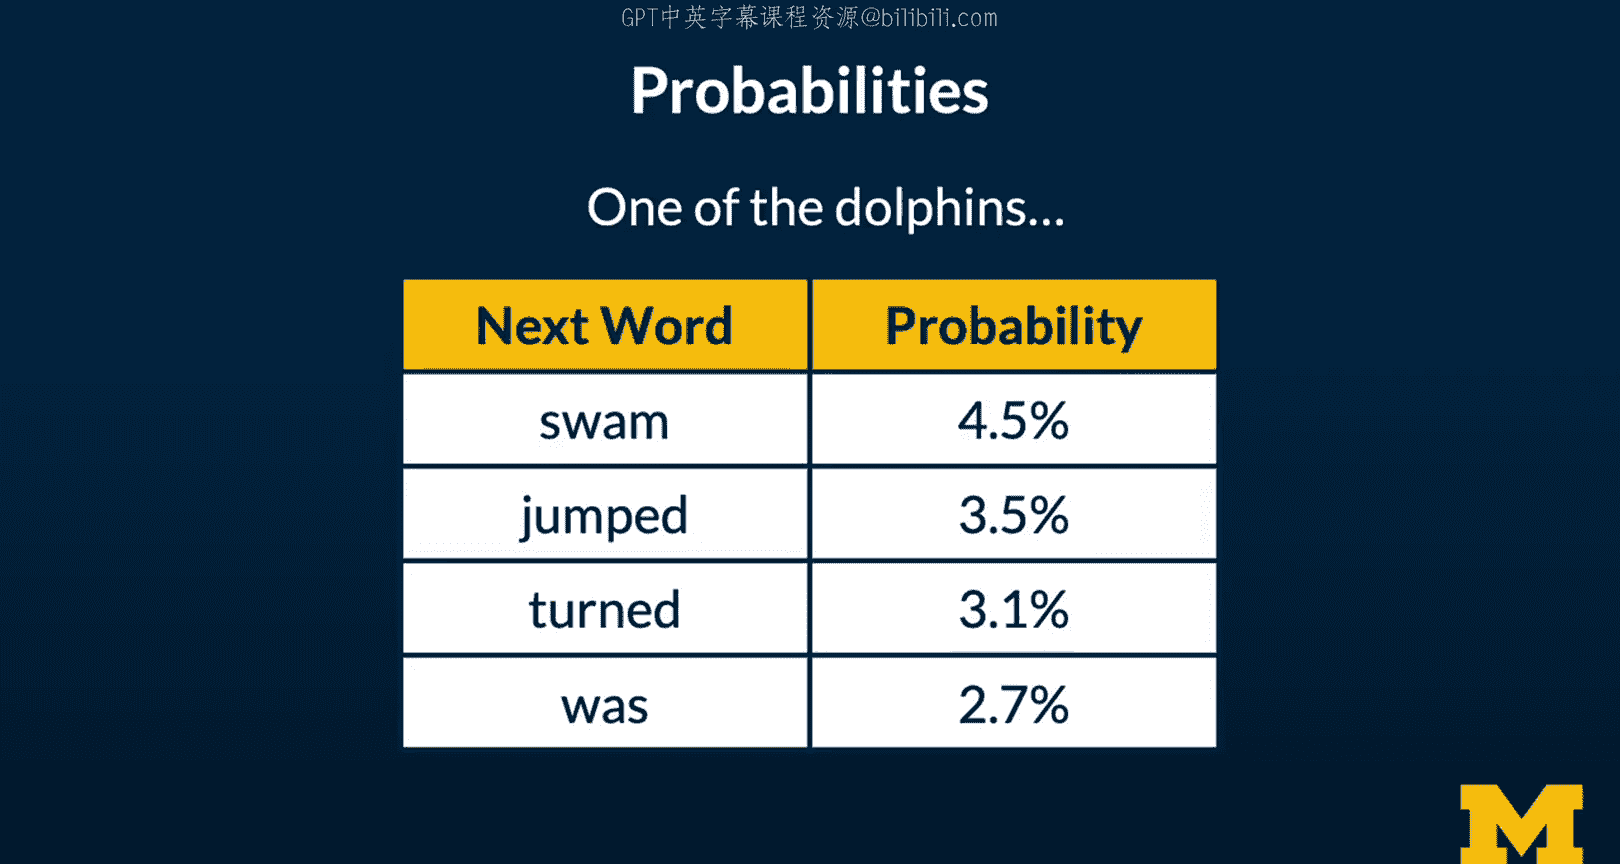 GPT中英字幕课程资源@bilibili.com
Probabilities
One of the dolphins...
Next Word Probability
swam 4.5%
jumped 3.5%
turned 3.1%
was 2.7%
M